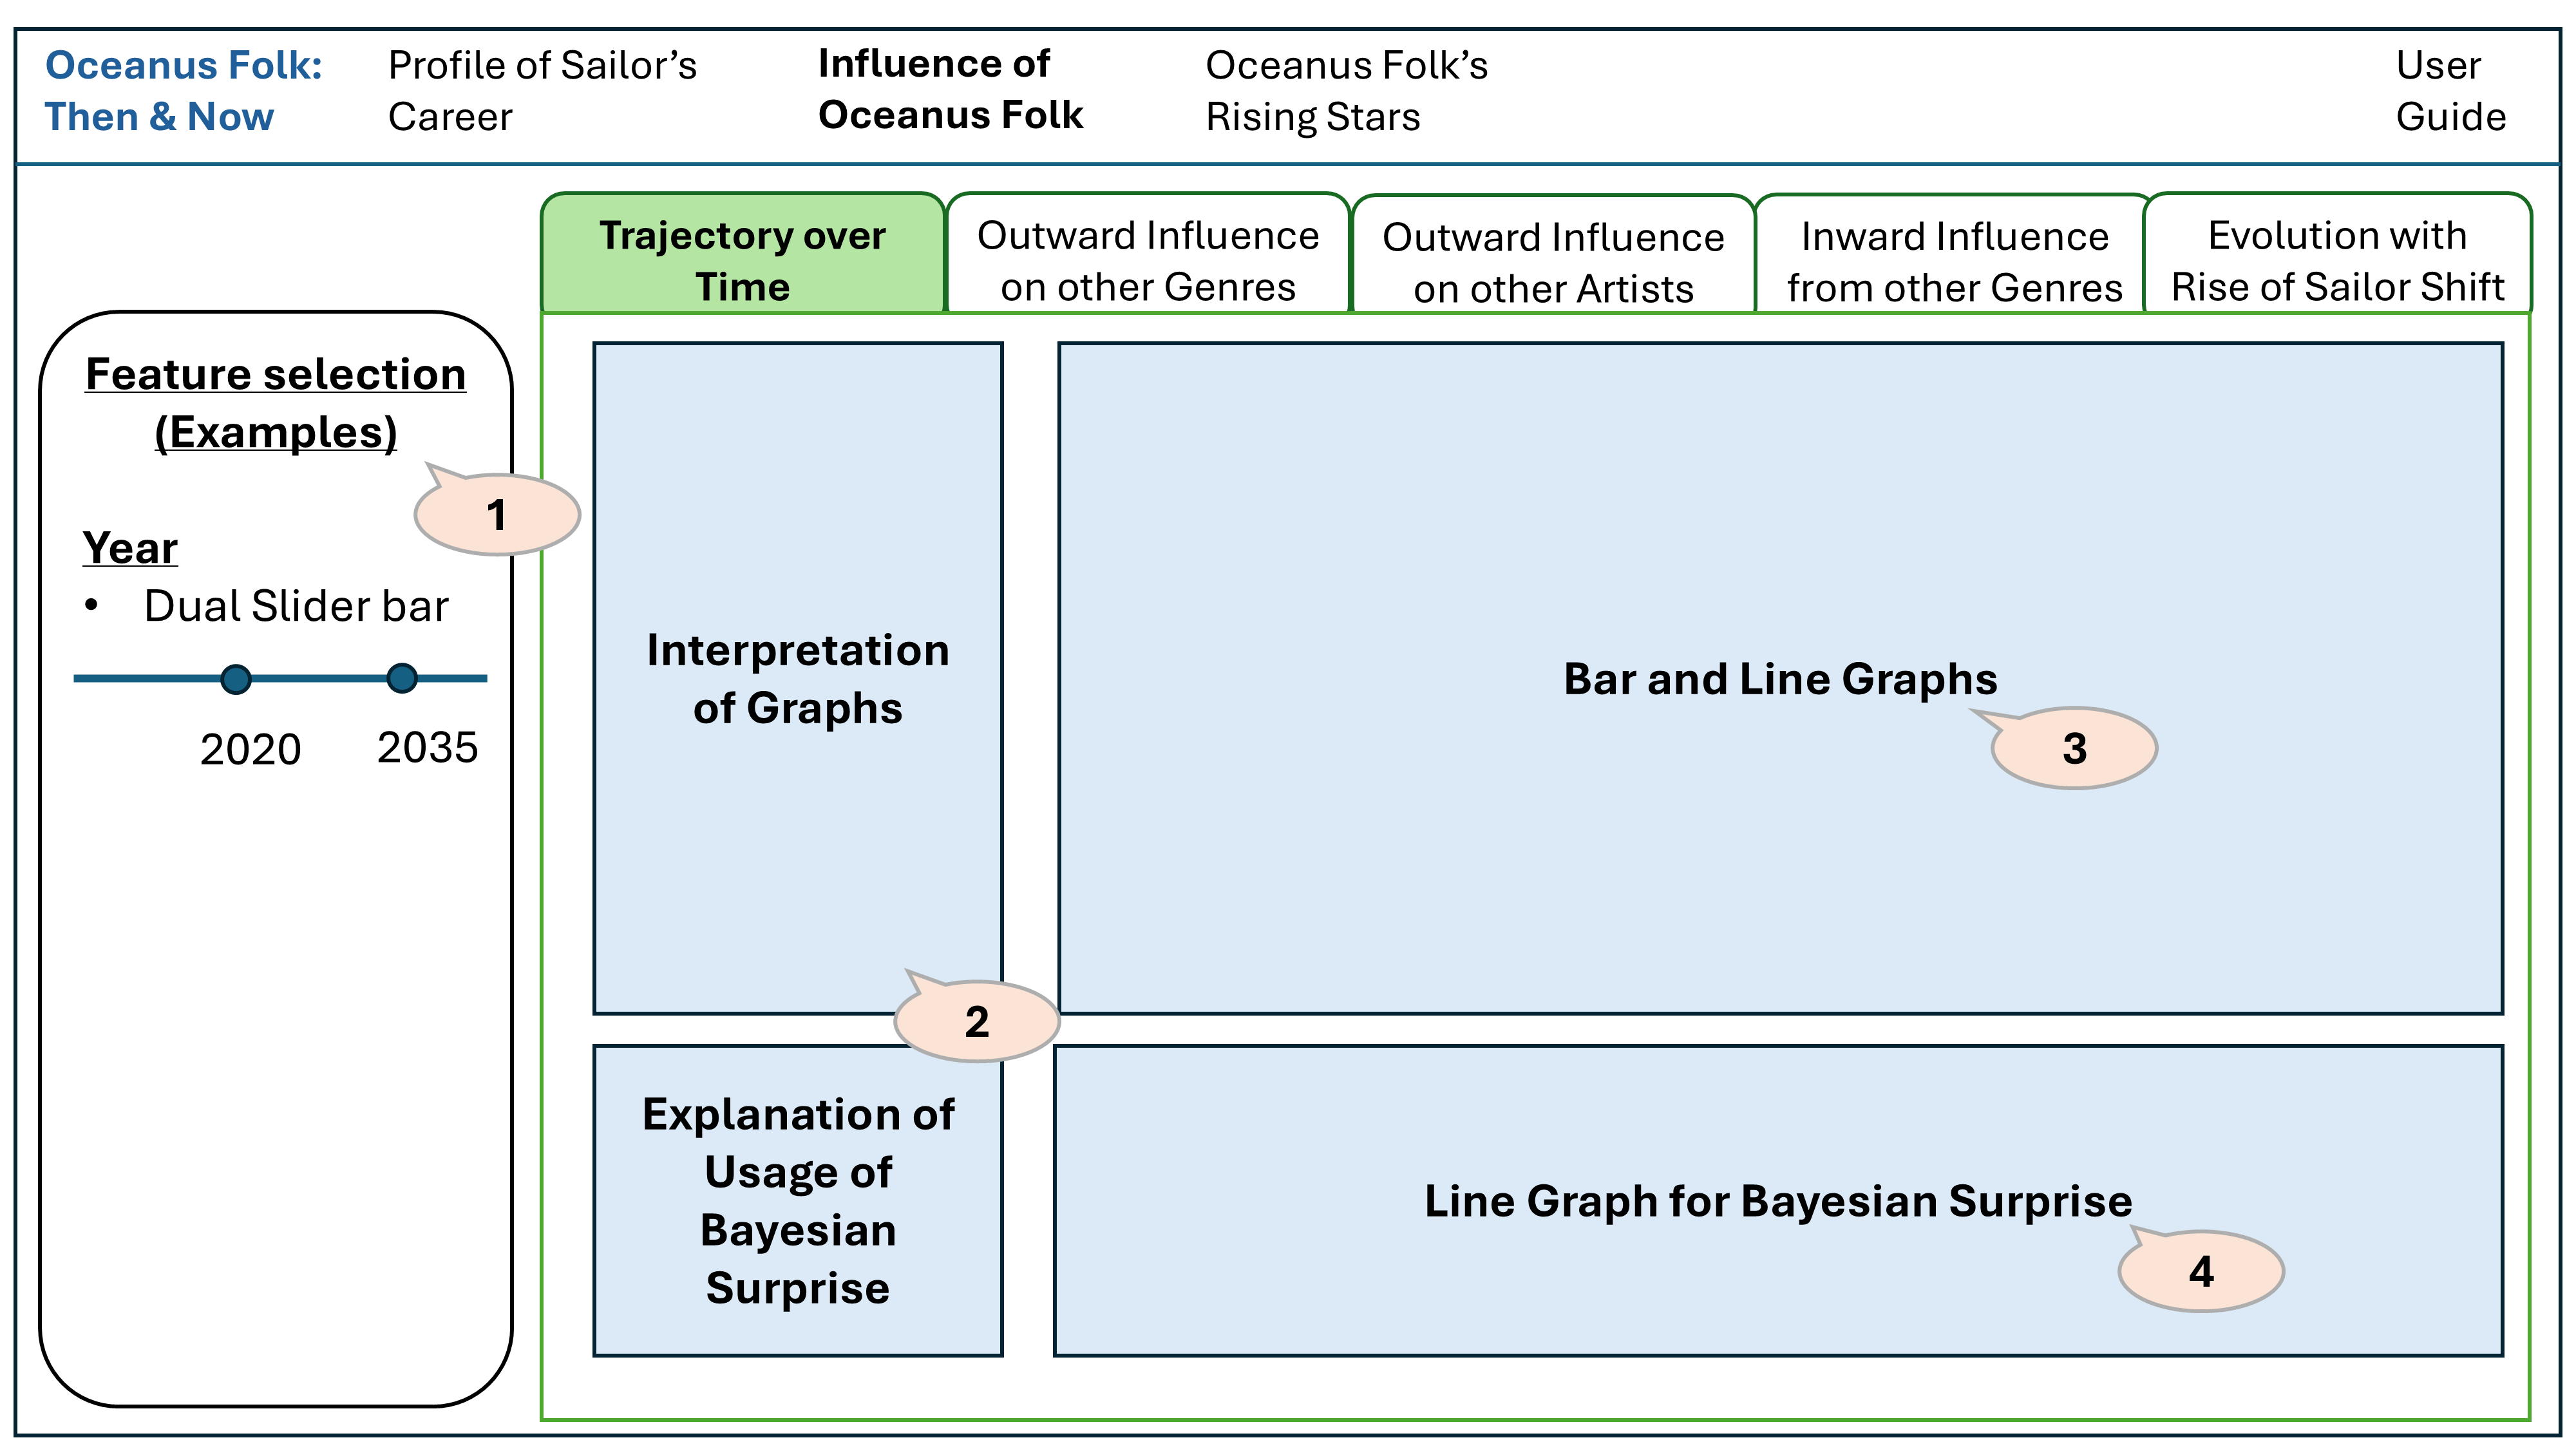 Oceanus Folk:
Then & Now
Profile of Sailor's
Career
Influence of
Oceanus Folk
Oceanus Folk's
Rising Stars
User
Guide
Trajectory over
Time
Outward Influence
on other Genres
Outward Influence
on other Artists
Inward Influence
from other Genres
Evolution with
Rise of Sailor Shift
Feature selection
(Examples)
1
Year
• Dual Slider bar
2020 2035
Interpretation
of Graphs
2
Bar and Line Graphs
3
Explanation of
Usage of
Bayesian
Surprise
Line Graph for Bayesian Surprise
4